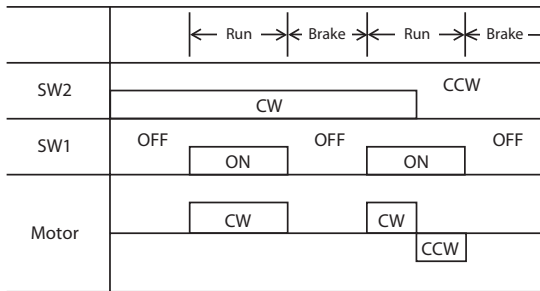 Run Brake Run Brake
SW2 CCW
CW
SW1 OFF OFF OFF
ON ON
Motor CW CW
CCW